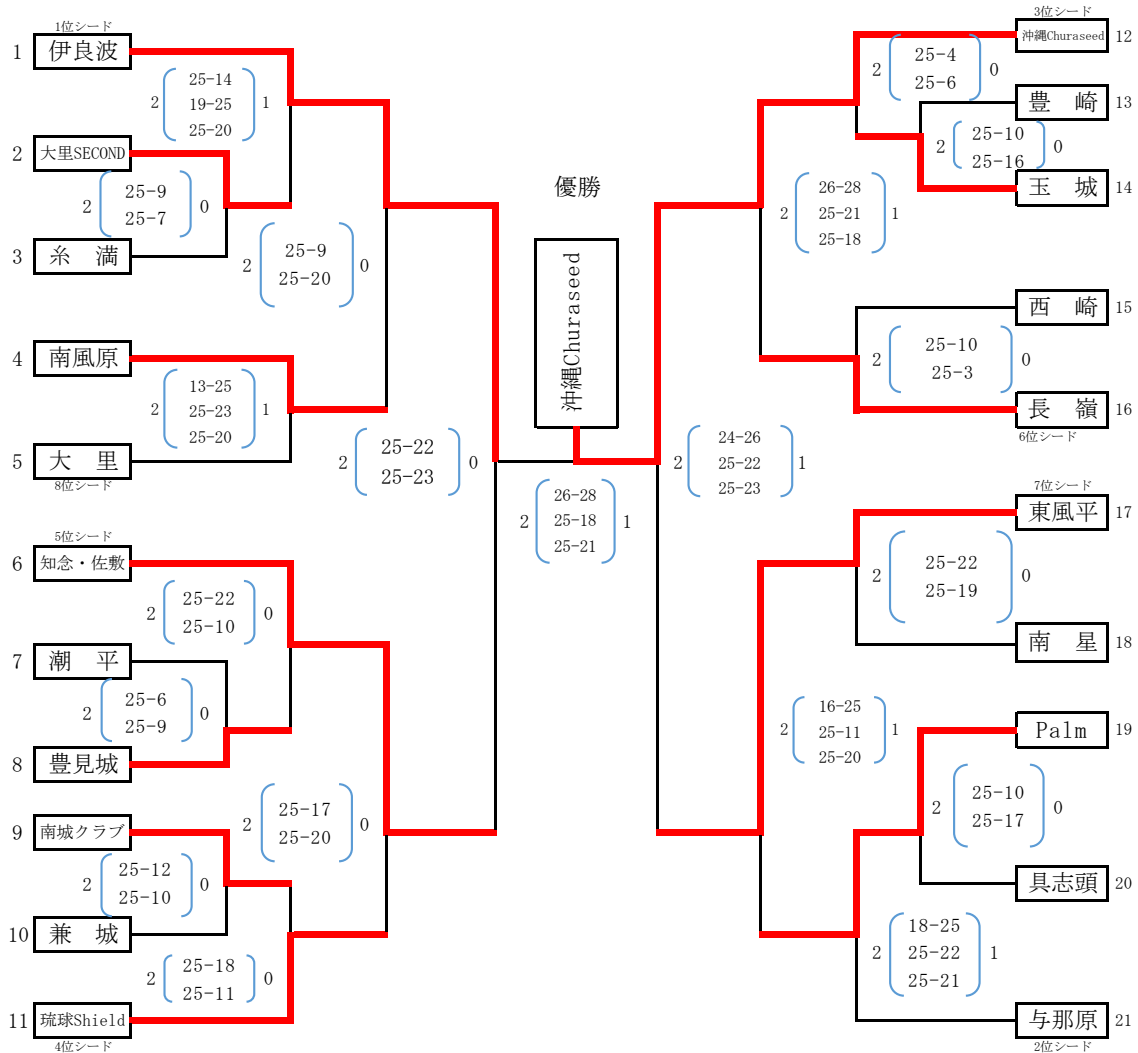 1位シード
1 伊良波
25-14
2 19-25 1
25-20
2 大里SECOND
25-9
2 0
25-7
3 糸　満
25-9
2 0
25-20
4 南風原
13-25
2 25-23 1
25-20
5 大　里
8位シード
25-22
2 0
25-23
5位シード
6 知念・佐敷
25-22
2 0
25-10
7 潮　平
25-6
2 0
25-9
8 豊見城
25-17
2 0
25-20
9 南城クラブ
25-12
2 0
25-10
10 兼　城
25-18
2 0
25-11
11 琉球Shield
4位シード
優勝
沖縄Churaseed
26-28
2 25-18 1
25-21
3位シード
沖縄Churaseed 12
25-4
2 0
25-6
豊　崎 13
25-10
2 0
25-16
玉　城 14
26-28
2 25-21 1
25-18
西　崎 15
25-10
2 0
25-3
長　嶺 16
6位シード
24-26
2 25-22 1
25-23
7位シード
東風平 17
25-22
2 0
25-19
南　星 18
16-25
2 25-11 1
25-20
Palm 19
25-10
2 0
25-17
具志頭 20
18-25
2 25-22 1
25-21
与那原 21
2位シード